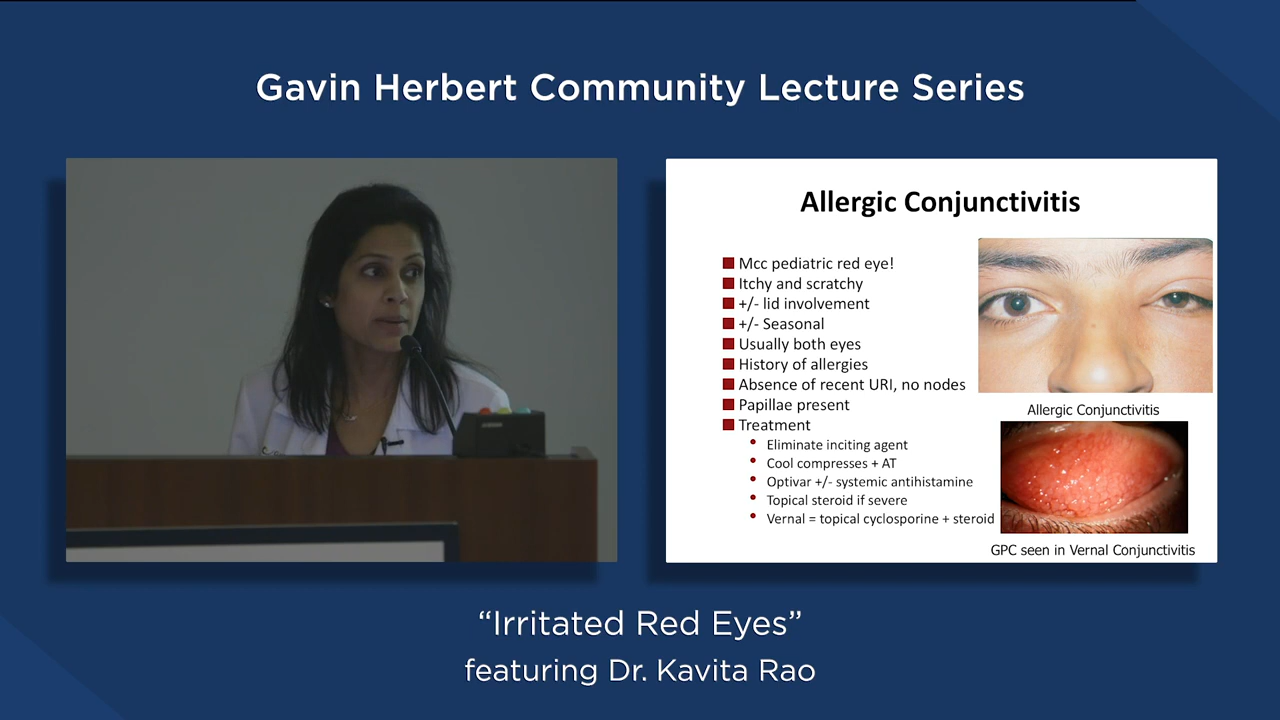 Gavin Herbert Community Lecture Series
Allergic Conjunctivitis
Mcc pediatric red eye!
Itchy and scratchy
+/- lid involvement
+/- Seasonal
Usually both eyes
History of allergies
Absence of recent URI, no nodes
Papillae present
Treatment
Eliminate inciting agent
Cool compresses + AT
Optivar +/- systemic antihistamine
Topical steroid if severe
Vernal = topical cyclosporine + steroid
Allergic Conjunctivitis
GPC seen in Vernal Conjunctivitis
“Irritated Red Eyes”
featuring Dr. Kavita Rao